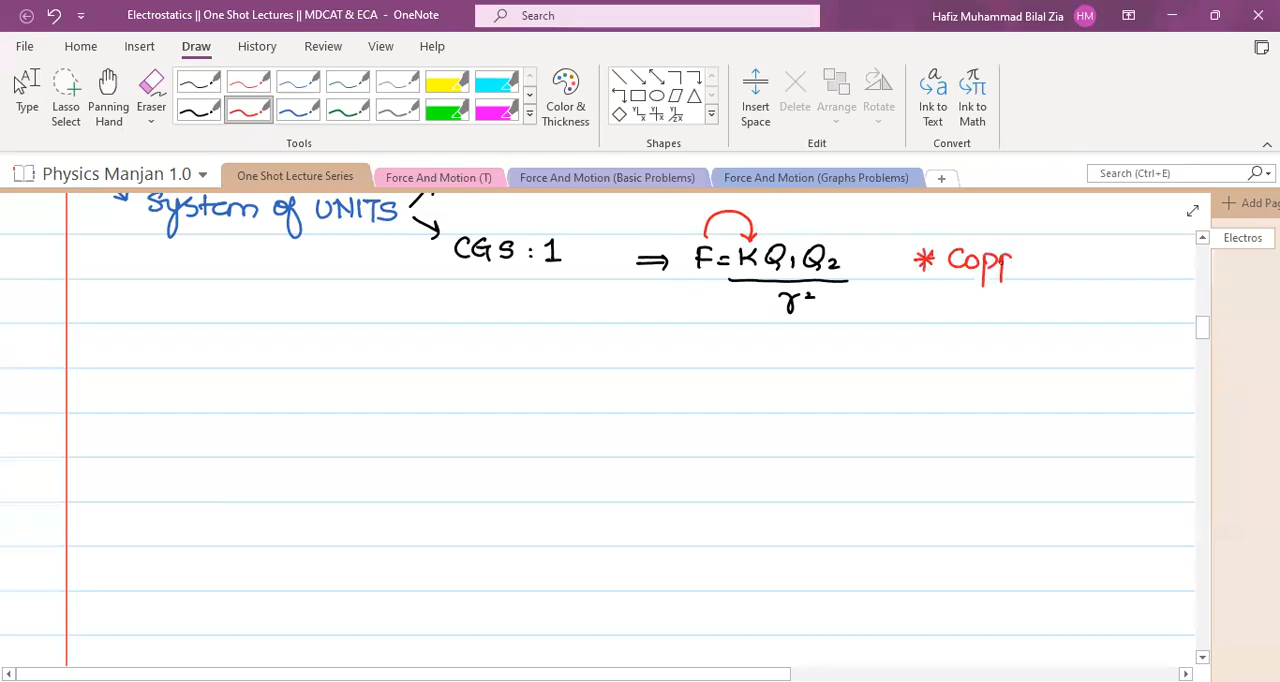 Electrostatics || One Shot Lectures || MDCAT & ECA - OneNote
Search
Hafiz Muhammad Bilal Zia
HM
File Home Insert Draw History Review View Help
Type
Lasso Select
Panning Hand
Eraser
Color & Thickness
Insert Space
Delete
Arrange
Rotate
Ink to Text
Ink to Math
Tools Shapes Edit Convert
Physics Manjan 1.0
One Shot Lecture Series
Force And Motion (T)
Force And Motion (Basic Problems)
Force And Motion (Graphs Problems)
Search (Ctrl+E)
Add Pag
Electros
System of UNITS
CGS : 1
⇒ F = KQ₁Q₂
r²
* Copp